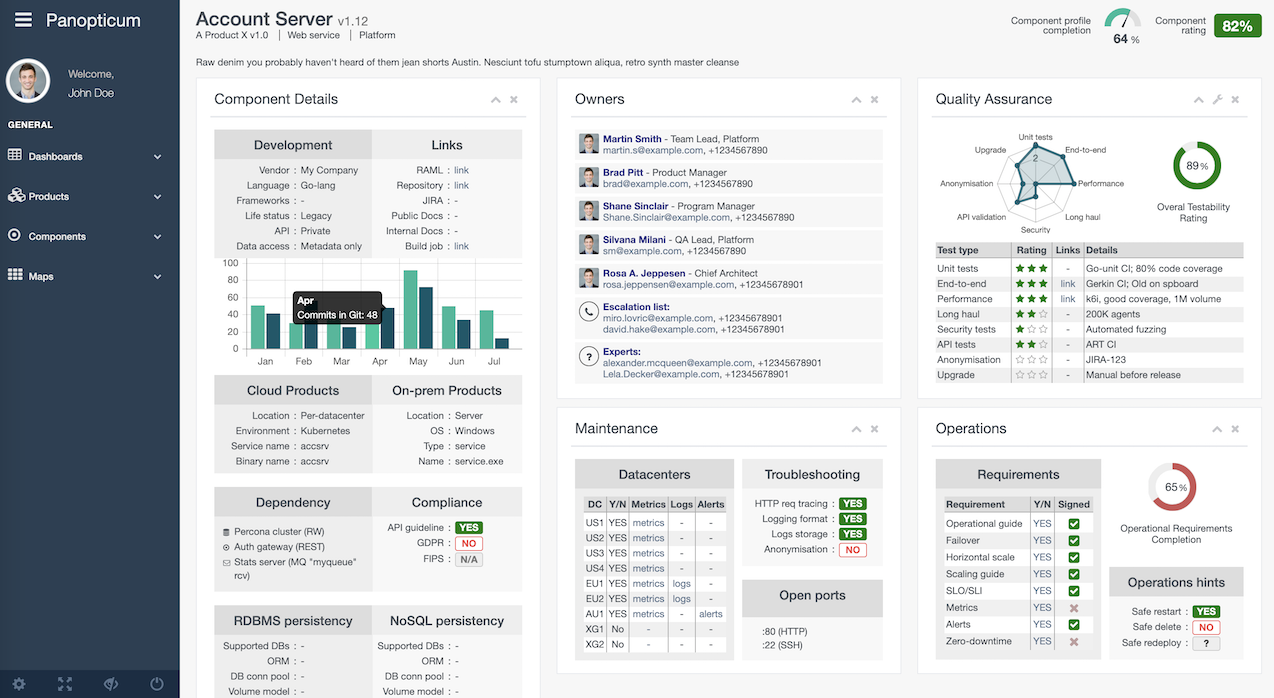 Panopticum
Welcome,
John Doe
GENERAL
Dashboards
Products
Components
Maps
Account Server v1.12
A Product X v1.0 | Web service | Platform
Component profile completion
64 %
Component rating
82%
Raw denim you probably haven't heard of them jean shorts Austin. Nesciunt tofu stumptown aliqua, retro synth master cleanse
Component Details
Development
Vendor : My Company
Language : Go-lang
Frameworks : -
Life status : Legacy
API : Private
Data access : Metadata only
Links
RAML : link
Repository : link
JIRA : -
Public Docs : -
Internal Docs : -
Build job : link
100
80
60
40
20
0
Apr
Commits in Git: 48
Jan Feb Mar Apr May Jun Jul
Cloud Products
Location : Per-datacenter
Environment : Kubernetes
Service name : accsrv
Binary name : accsrv
On-prem Products
Location : Server
OS : Windows
Type : service
Name : service.exe
Dependency
Percona cluster (RW)
Auth gateway (REST)
Stats server (MQ "myqueue"
rcv)
Compliance
API guideline : YES
GDPR : NO
FIPS : N/A
RDBMS persistency
Supported DBs : -
ORM : -
DB conn pool : -
Volume model : -
NoSQL persistency
Supported DBs : -
ORM : -
DB conn pool : -
Volume model : -
Owners
Martin Smith - Team Lead, Platform
martin.s@example.com, +1234567890
Brad Pitt - Product Manager
brad@example.com, +1234567890
Shane Sinclair - Program Manager
Shane.Sinclair@example.com, +1234567890
Silvana Milani - QA Lead, Platform
sm@example.com, +12345678901
Rosa A. Jeppesen - Chief Architect
rosa.jeppensen@example.com, +12345678901
Escalation list:
miro.lovric@example.com, +12345678901
david.hake@example.com, +12345678901
? Experts:
alexander.mcqueen@example.com, +12345678901
Lela.Decker@example.com, +12345678901
Quality Assurance
Unit tests
End-to-end
Performance
Long haul
Security
API validation
Anonymisation
Upgrade
2
89 %
Overal Testability
Rating
Test type Rating Links Details
Unit tests ★★★ - Go-unit CI; 80% code coverage
End-to-end ★★★ link Gerkin CI; Old on spboard
Performance ★★★ link k6i, good coverage, 1M volume
Long haul ★★☆ - 200K agents
Security tests ★☆☆ - Automated fuzzing
API tests ★★☆ - ART CI
Anonymisation ☆☆☆ - JIRA-123
Upgrade ☆☆☆ - Manual before release
Maintenance
Datacenters
DC Y/N Metrics Logs Alerts
US1 YES metrics - -
US2 YES metrics - -
US3 YES metrics - -
US4 YES metrics - -
EU1 YES metrics logs -
EU2 YES metrics logs -
AU1 YES metrics - alerts
XG1 No - - -
XG2 No - - -
Troubleshooting
HTTP req tracing : YES
Logging format : YES
Logs storage : YES
Anonymisation : NO
Open ports
:80 (HTTP)
:22 (SSH)
Operations
Requirements
Requirement Y/N Signed
Operational guide YES
Failover YES
Horizontal scale YES
Scaling guide YES
SLO/SLI YES
Metrics YES
Alerts YES
Zero-downtime YES
65 %
Operational Requirements
Completion
Operations hints
Safe restart : YES
Safe delete : NO
Safe redeploy : ?